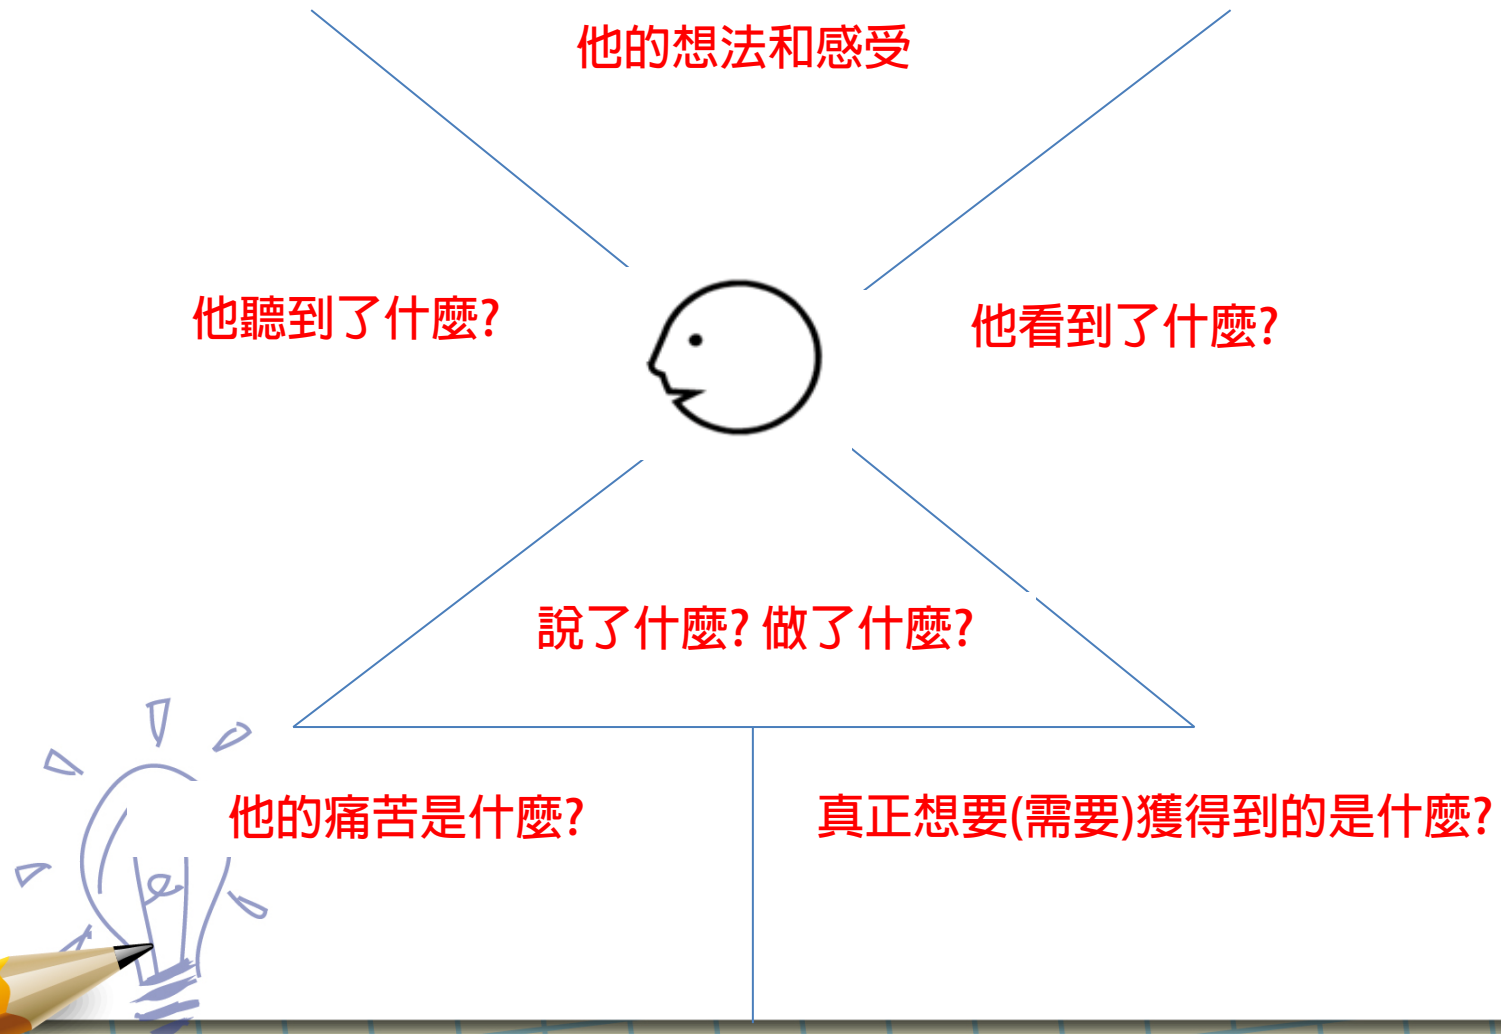 他的想法和感受
他聽到了什麼?
他看到了什麼?
說了什麼? 做了什麼?
他的痛苦是什麼?
真正想要(需要)獲得到的是什麼?